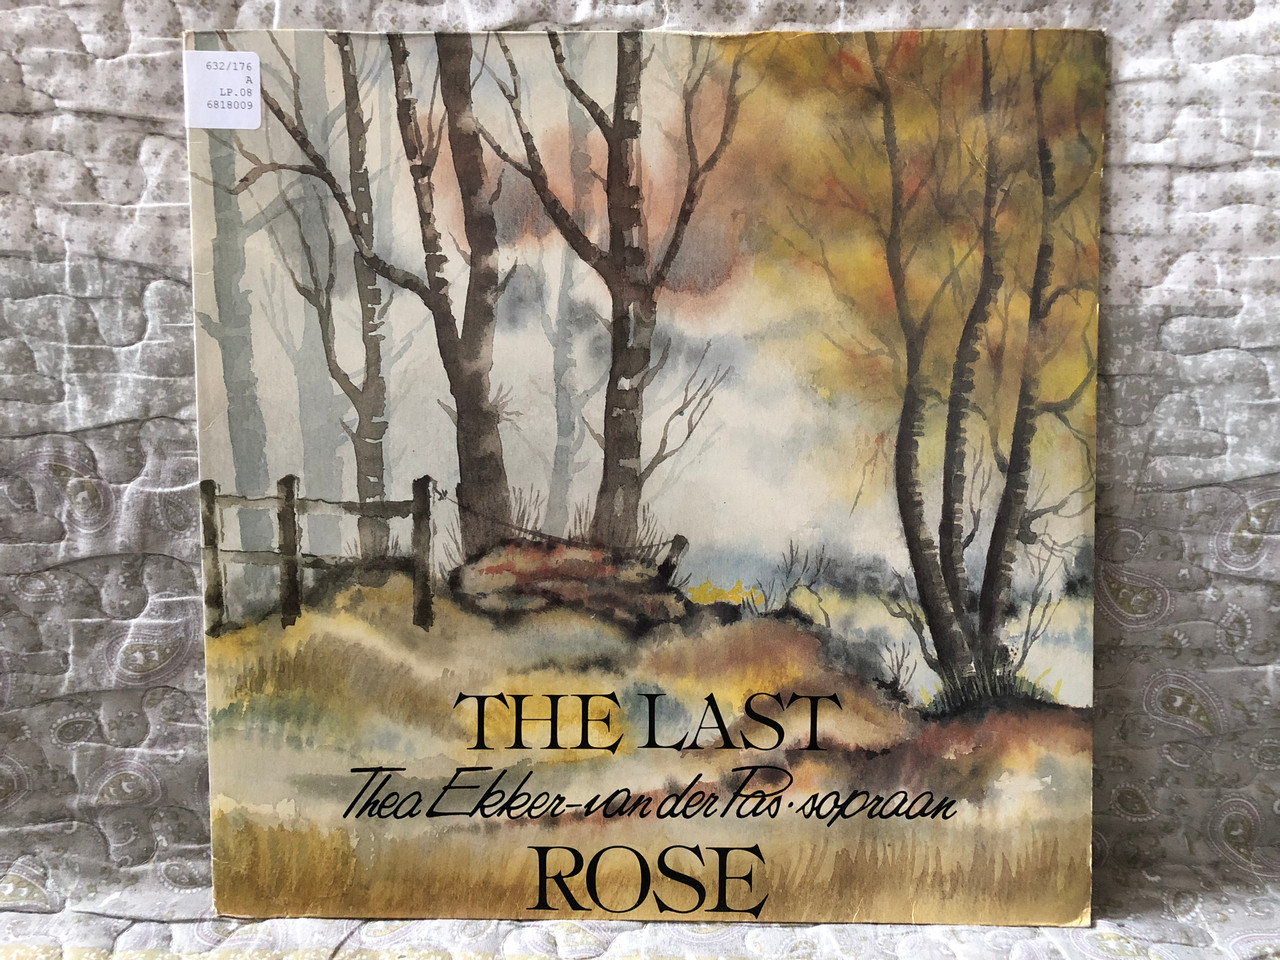 632/176
A
LP.08
6818009
THE LAST
Thea Ekker-van der Pas · sopraan
ROSE